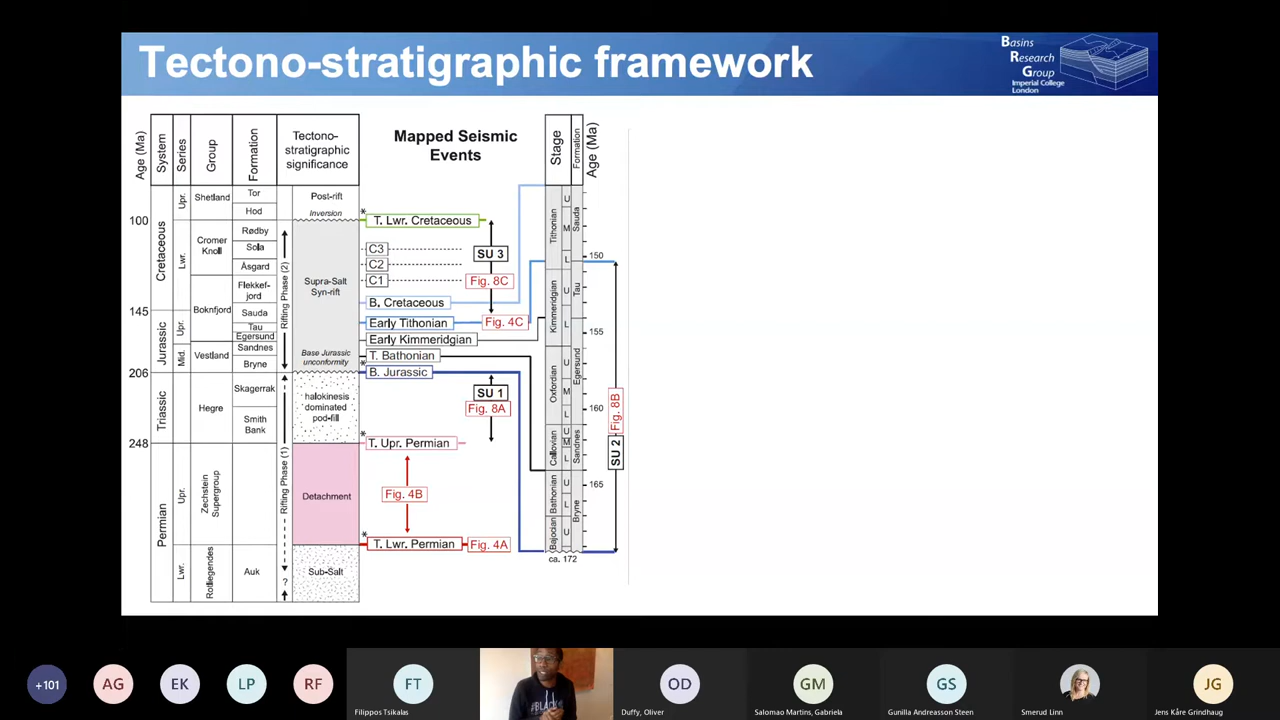 Tectono-stratigraphic framework
Basins
Research
Group
Imperial College
London
Age (Ma)
System
Series
Group
Formation
Tectono-
stratigraphic
significance
Mapped Seismic
Events
Stage
Formation
Age (Ma)
100
145
206
248
Cretaceous
Jurassic
Triassic
Permian
Upr.
Lwr.
Upr.
Mid.
Upr.
Lwr.
Shetland
Cromer
Knoll
Boknfjord
Vestland
Hegre
Zechstein
Supergroup
Rotliegendes
Tor
Hod
Rødby
Sola
Åsgard
Flekkef-
jord
Sauda
Tau
Egersund
Sandnes
Bryne
Skagerrak
Smith
Bank
Auk
Rifting Phase (2)
Rifting Phase (1)
?
Post-rift
Inversion
Supra-Salt
Syn-rift
Base Jurassic
unconformity
halokinesis
dominated
pod-fill
Detachment
Sub-Salt
*
T. Lwr. Cretaceous
C3
C2
C1
SU 3
Fig. 8C
B. Cretaceous
Early Tithonian
Fig. 4C
Early Kimmeridgian
T. Bathonian
*
B. Jurassic
SU 1
Fig. 8A
*
T. Upr. Permian
Fig. 4B
*
T. Lwr. Permian
Fig. 4A
Tithonian
Kimmeridgian
Oxfordian
Callovian
Bathonian
Bajocian
U
M
L
U
L
U
M
L
U
M
L
U
L
U
Sauda
Tau
Egersund
Sandnes
Bryne
150
155
160
165
ca. 172
Fig. 8B
SU 2
+101
AG
EK
LP
RF
FT
Filippos Tsikalas
#BLACK
OD
Duffy, Oliver
GM
Salomao Martins, Gabriela
GS
Gunilla Andreasson Steen
Smerud Linn
JG
Jens Kåre Grindhaug